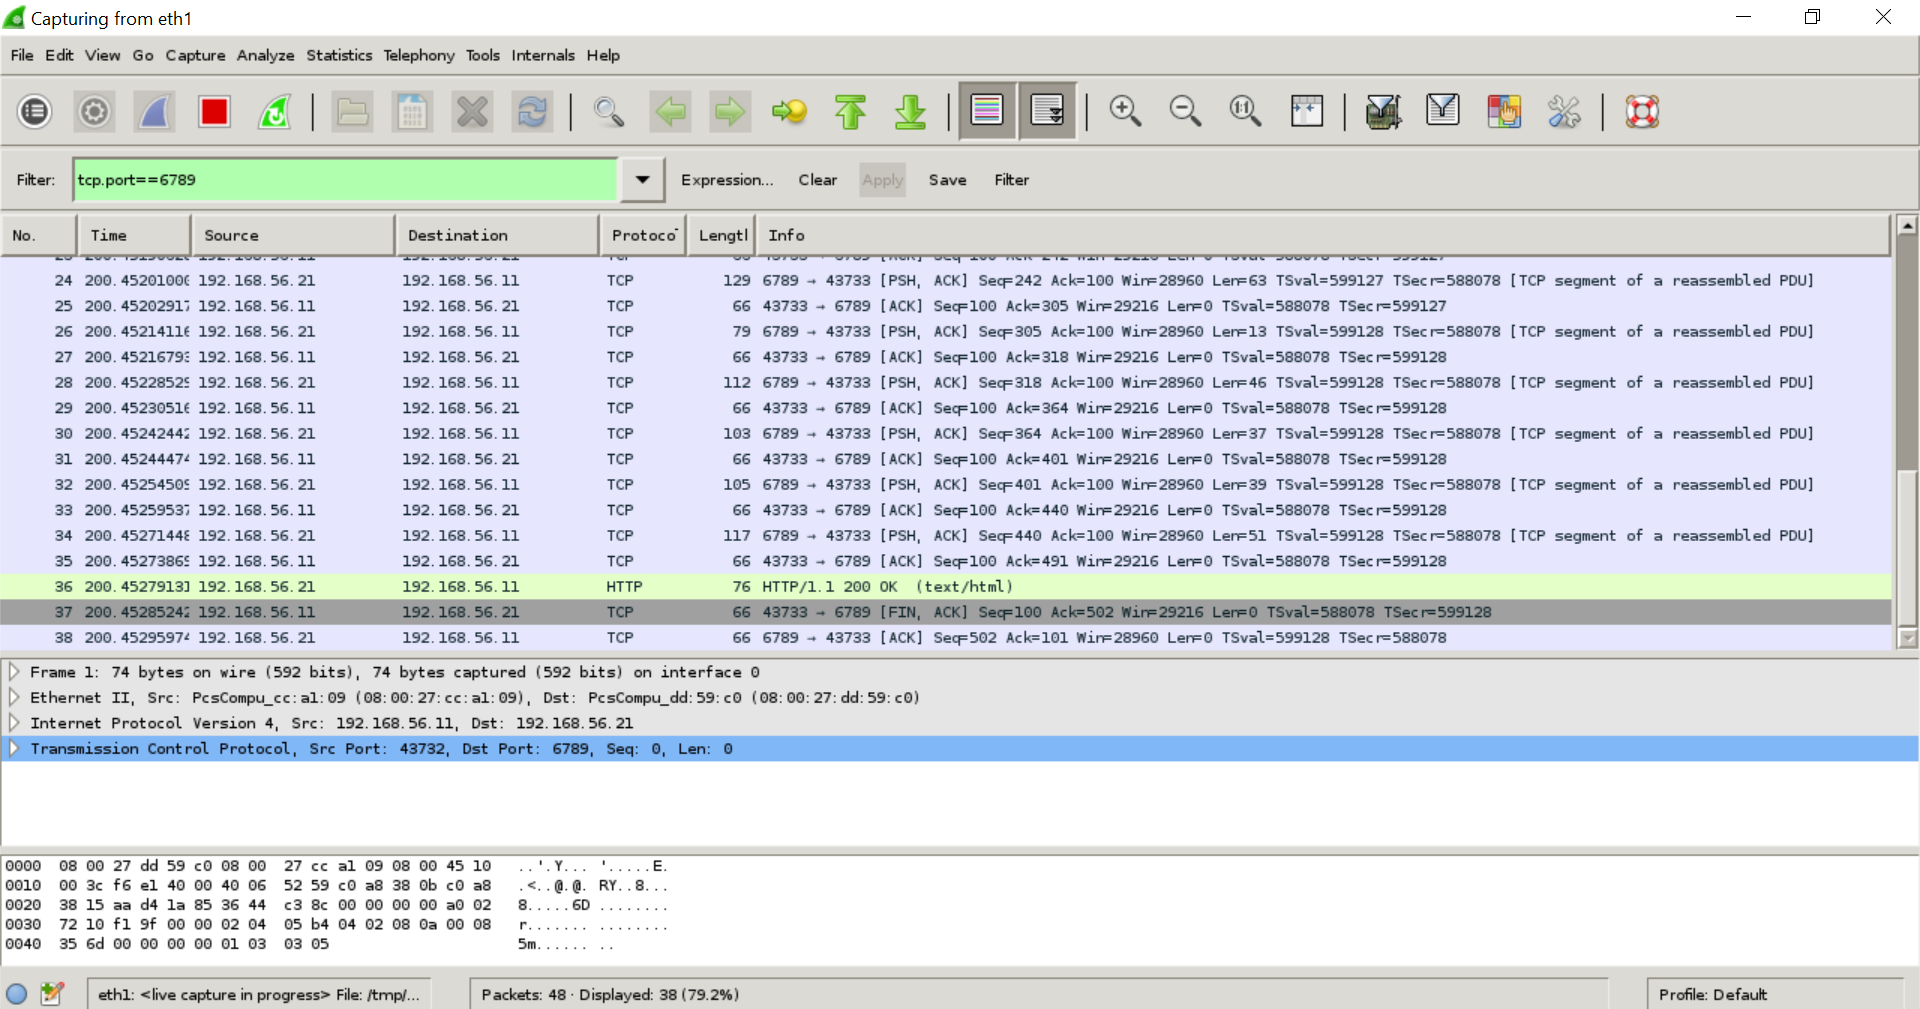 Capturing from eth1
File Edit View Go Capture Analyze Statistics Telephony Tools Internals Help
Filter: tcp.port==6789 Expression... Clear Apply Save Filter
No. Time Source Destination Protoco Lengtl Info
24 200.4520100 192.168.56.21 192.168.56.11 TCP 129 6789 → 43733 [PSH, ACK] Seq=242 Ack=100 Win=28960 Len=63 TSval=599127 TSecr=588078 [TCP segment of a reassembled PDU]
25 200.4520291 192.168.56.11 192.168.56.21 TCP 66 43733 → 6789 [ACK] Seq=100 Ack=305 Win=29216 Len=0 TSval=588078 TSecr=599127
26 200.4521411 192.168.56.21 192.168.56.11 TCP 79 6789 → 43733 [PSH, ACK] Seq=305 Ack=100 Win=28960 Len=13 TSval=599128 TSecr=588078 [TCP segment of a reassembled PDU]
27 200.4521679 192.168.56.11 192.168.56.21 TCP 66 43733 → 6789 [ACK] Seq=100 Ack=318 Win=29216 Len=0 TSval=588078 TSecr=599128
28 200.4522852 192.168.56.21 192.168.56.11 TCP 112 6789 → 43733 [PSH, ACK] Seq=318 Ack=100 Win=28960 Len=46 TSval=599128 TSecr=588078 [TCP segment of a reassembled PDU]
29 200.4523051 192.168.56.11 192.168.56.21 TCP 66 43733 → 6789 [ACK] Seq=100 Ack=364 Win=29216 Len=0 TSval=588078 TSecr=599128
30 200.4524244 192.168.56.21 192.168.56.11 TCP 103 6789 → 43733 [PSH, ACK] Seq=364 Ack=100 Win=28960 Len=37 TSval=599128 TSecr=588078 [TCP segment of a reassembled PDU]
31 200.4524447 192.168.56.11 192.168.56.21 TCP 66 43733 → 6789 [ACK] Seq=100 Ack=401 Win=29216 Len=0 TSval=588078 TSecr=599128
32 200.4525450 192.168.56.21 192.168.56.11 TCP 105 6789 → 43733 [PSH, ACK] Seq=401 Ack=100 Win=28960 Len=39 TSval=599128 TSecr=588078 [TCP segment of a reassembled PDU]
33 200.4525953 192.168.56.11 192.168.56.21 TCP 66 43733 → 6789 [ACK] Seq=100 Ack=440 Win=29216 Len=0 TSval=588078 TSecr=599128
34 200.4527144 192.168.56.21 192.168.56.11 TCP 117 6789 → 43733 [PSH, ACK] Seq=440 Ack=100 Win=28960 Len=51 TSval=599128 TSecr=588078 [TCP segment of a reassembled PDU]
35 200.4527386 192.168.56.11 192.168.56.21 TCP 66 43733 → 6789 [ACK] Seq=100 Ack=491 Win=29216 Len=0 TSval=588078 TSecr=599128
36 200.4527913 192.168.56.21 192.168.56.11 HTTP 76 HTTP/1.1 200 OK (text/html)
37 200.4528524 192.168.56.11 192.168.56.21 TCP 66 43733 → 6789 [FIN, ACK] Seq=100 Ack=502 Win=29216 Len=0 TSval=588078 TSecr=599128
38 200.4529597 192.168.56.21 192.168.56.11 TCP 66 6789 → 43733 [ACK] Seq=502 Ack=101 Win=28960 Len=0 TSval=599128 TSecr=588078
Frame 1: 74 bytes on wire (592 bits), 74 bytes captured (592 bits) on interface 0
Ethernet II, Src: PcsCompu_cc:a1:09 (08:00:27:cc:a1:09), Dst: PcsCompu_dd:59:c0 (08:00:27:dd:59:c0)
Internet Protocol Version 4, Src: 192.168.56.11, Dst: 192.168.56.21
Transmission Control Protocol, Src Port: 43732, Dst Port: 6789, Seq: 0, Len: 0
0000 08 00 27 dd 59 c0 08 00 27 cc a1 09 08 00 45 10 ..'.Y... '.....E.
0010 00 3c f6 e1 40 00 40 06 52 59 c0 a8 38 0b c0 a8 .<..@.@. RY..8...
0020 38 15 aa d4 1a 85 36 44 c3 8c 00 00 00 00 a0 02 8.....6D ........
0030 72 10 f1 9f 00 00 02 04 05 b4 04 02 08 0a 00 08 r....... ........
0040 35 6d 00 00 00 00 01 03 03 05 5m...... ..
eth1: <live capture in progress> File: /tmp/... Packets: 48 · Displayed: 38 (79.2%) Profile: Default